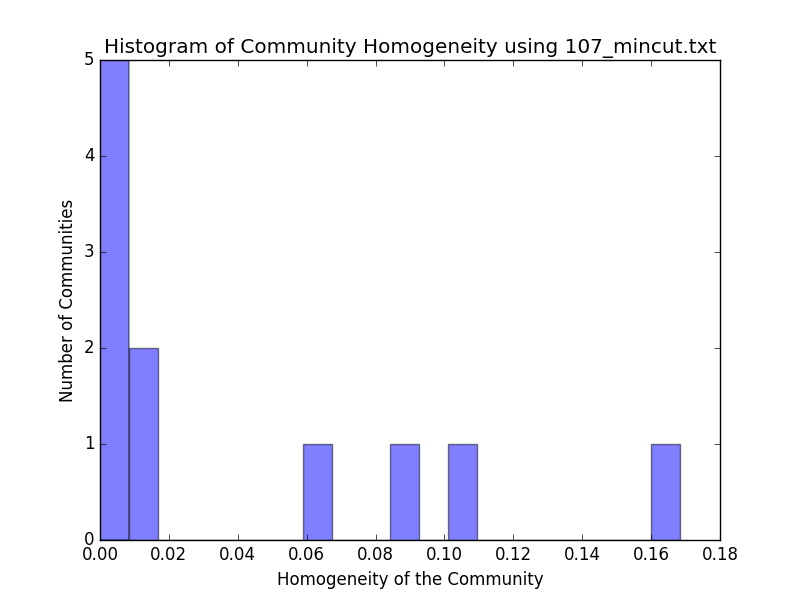 Histogram of Community Homogeneity using 107_mincut.txt
5
4
3
2
1
0
Number of Communities
0.00 0.02 0.04 0.06 0.08 0.10 0.12 0.14 0.16 0.18
Homogeneity of the Community